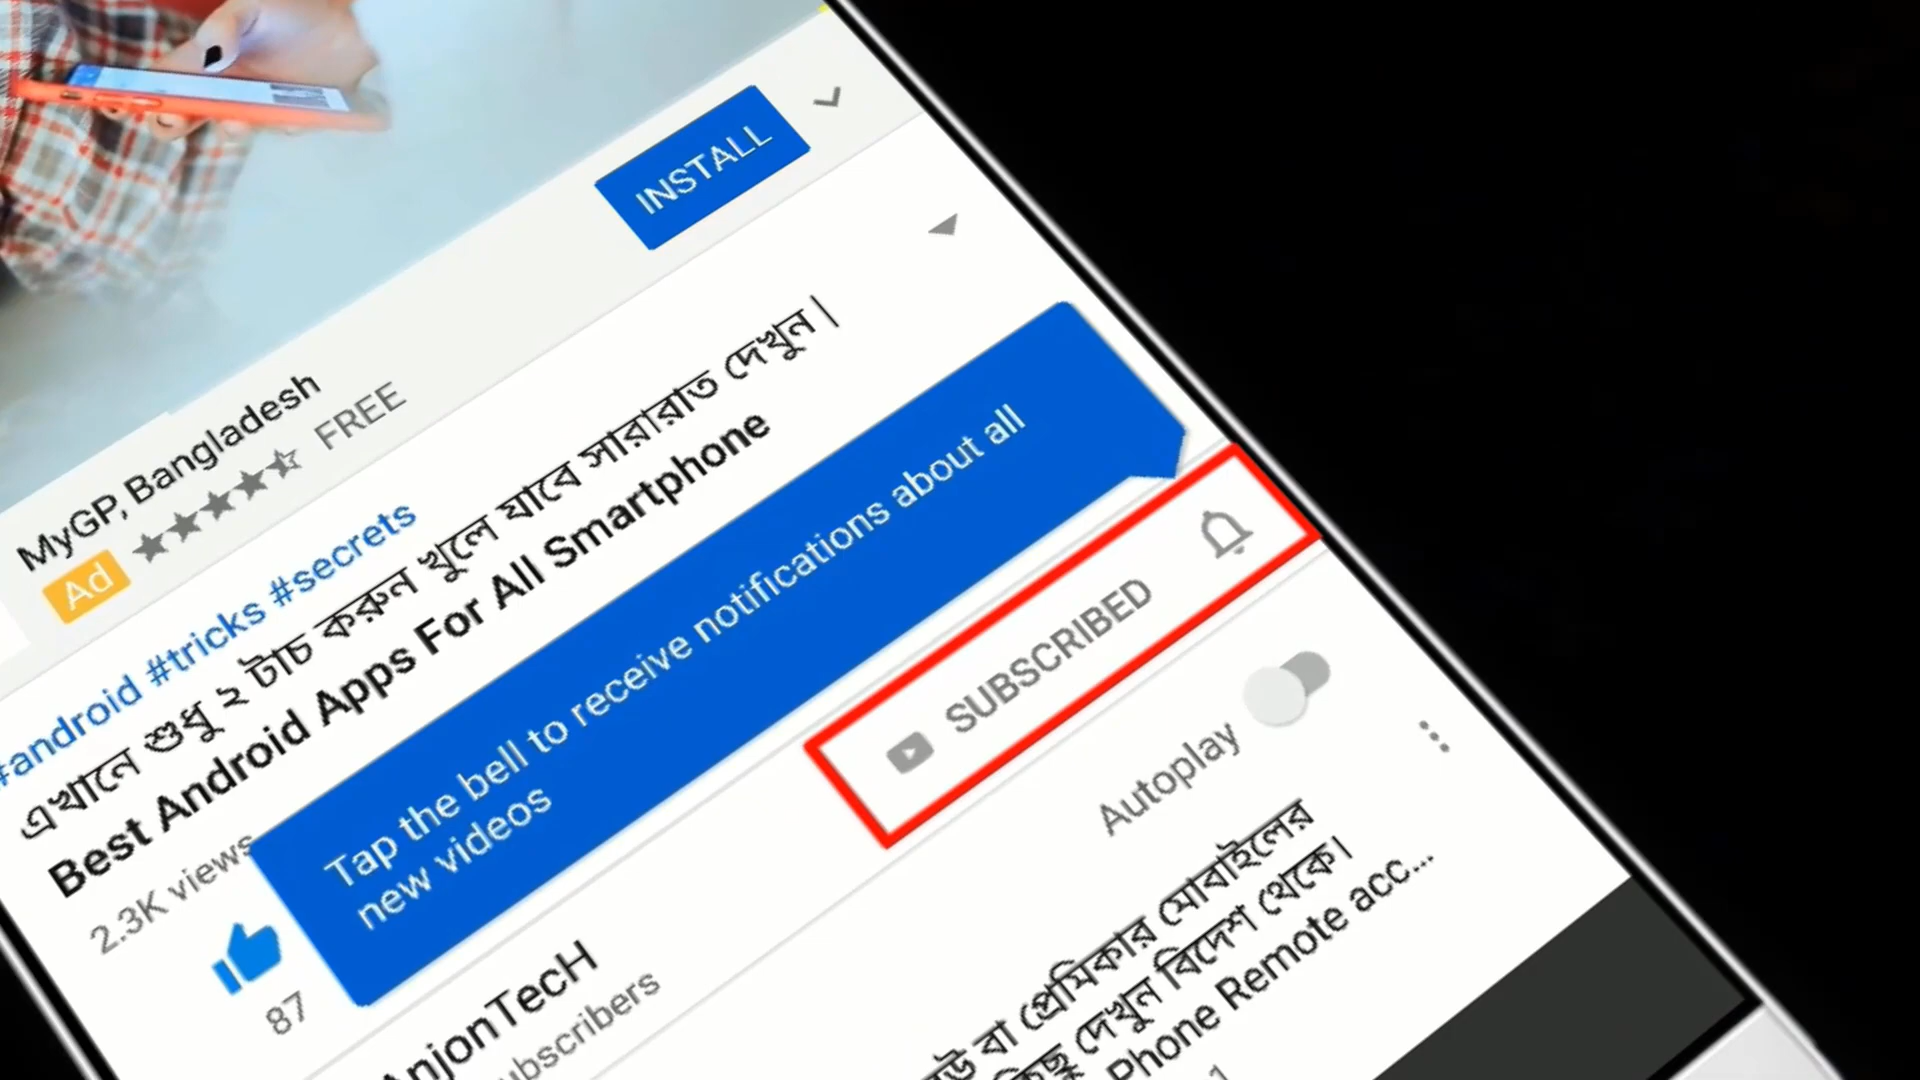 INSTALL
MyGP, Bangladesh
Ad
FREE
#android #tricks #secrets
এখানে শুধু ২ টাচ করুন খুলে যাবে সারারাত দেখুন |
Best Android Apps For All Smartphone
2.3K views
Tap the bell to receive notifications about all
new videos
87
SUBSCRIBED
AnjonTecH
Autoplay
বা প্রেমিকার মোবাইলের
দেখুন বিদেশ থেকে।
Phone Remote acc...